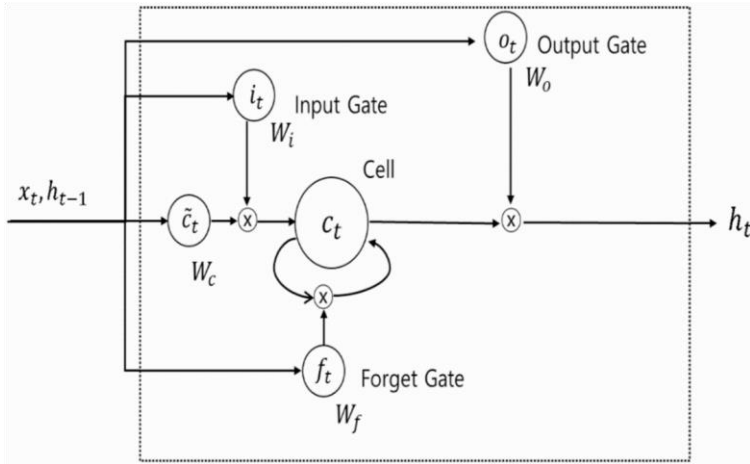 o_t Output Gate
W_o
i_t Input Gate
W_i
Cell
x_t, h_{t-1}
c̃_t x c_t x h_t
W_c
x
f_t Forget Gate
W_f